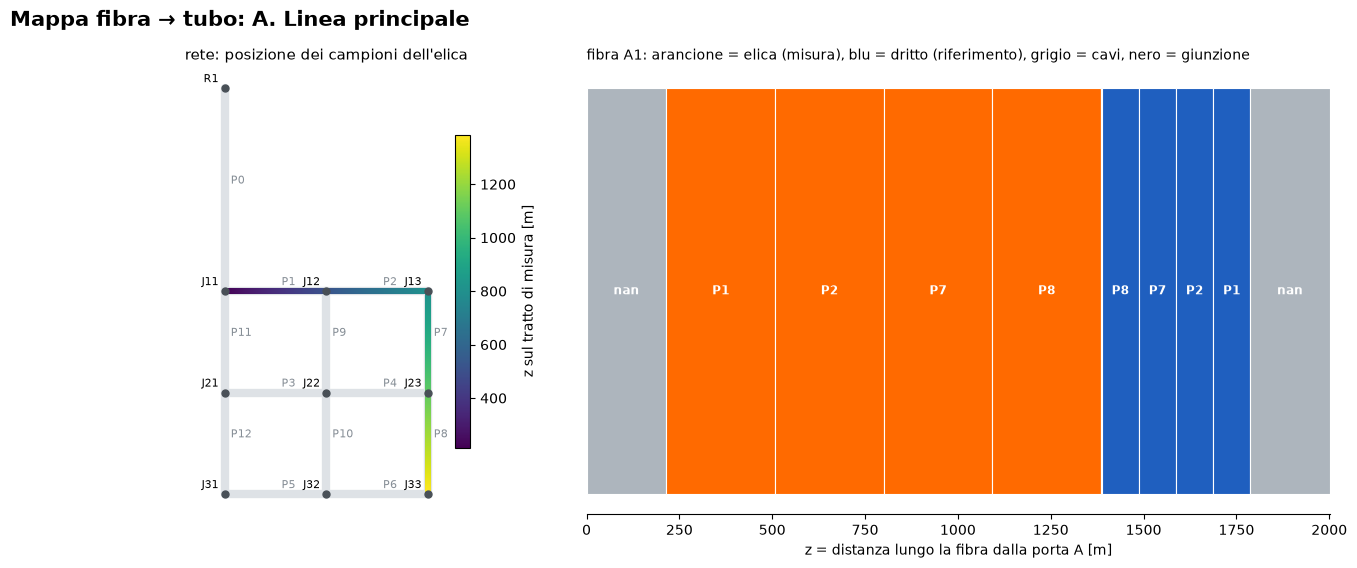 Mappa fibra → tubo: A. Linea principale
rete: posizione dei campioni dell'elica
R1
P0
J11 P1 J12 P2 J13
P11 P9 P7
J21 P3 J22 P4 J23
P12 P10 P8
J31 P5 J32 P6 J33
1200
1000
800
600
400
z sul tratto di misura [m]
fibra A1: arancione = elica (misura), blu = dritto (riferimento), grigio = cavi, nero = giunzione
nan P1 P2 P7 P8 P8 P7 P2 P1 nan
0 250 500 750 1000 1250 1500 1750 2000
z = distanza lungo la fibra dalla porta A [m]